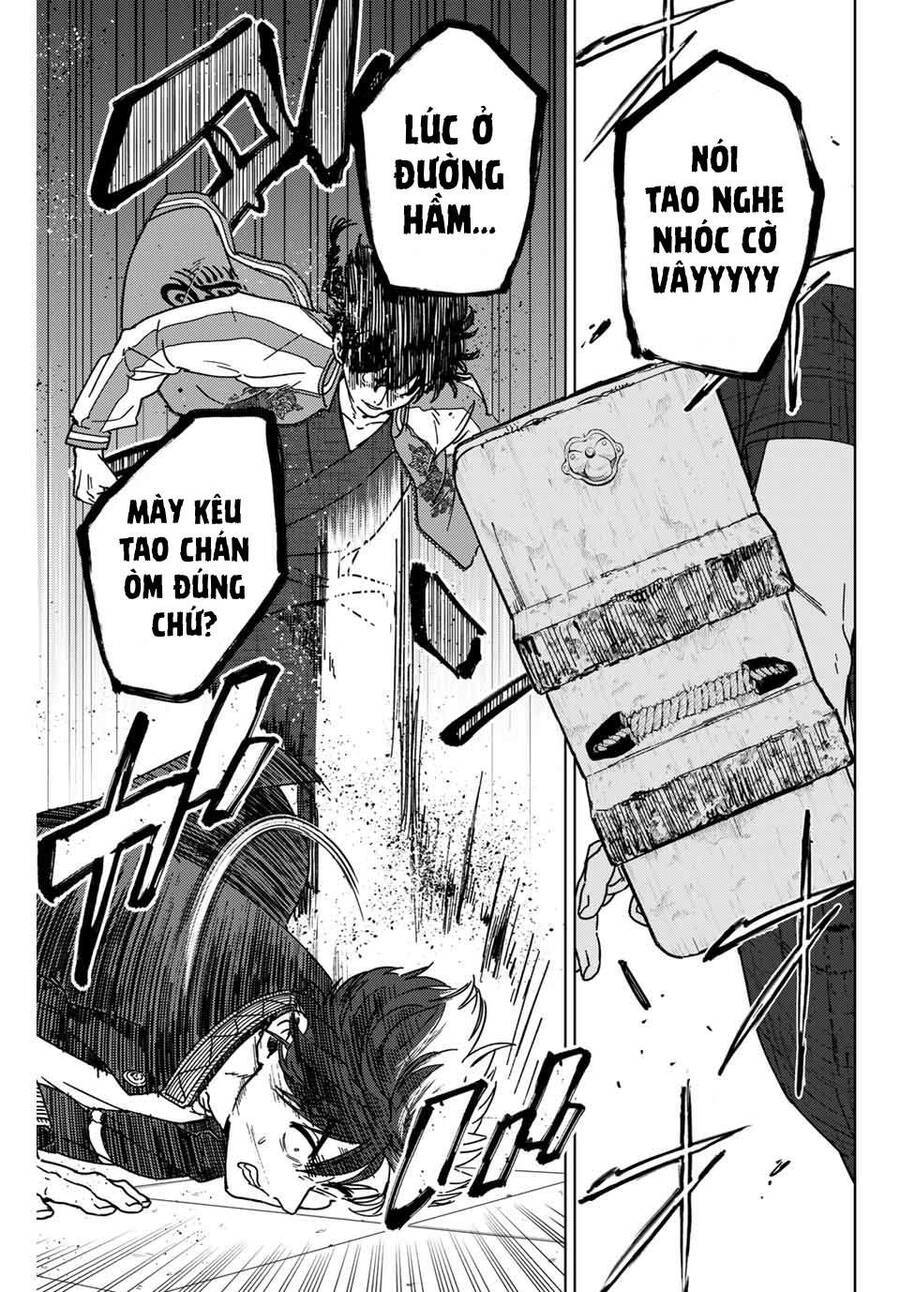 NÓI
TAO NGHE
NHÓC CỜ
VÂYYYYY
LÚC Ở
ĐƯỜNG
HẦM...
MÀY KÊU
TAO CHÁN
ÒM ĐÚNG
CHỨ?